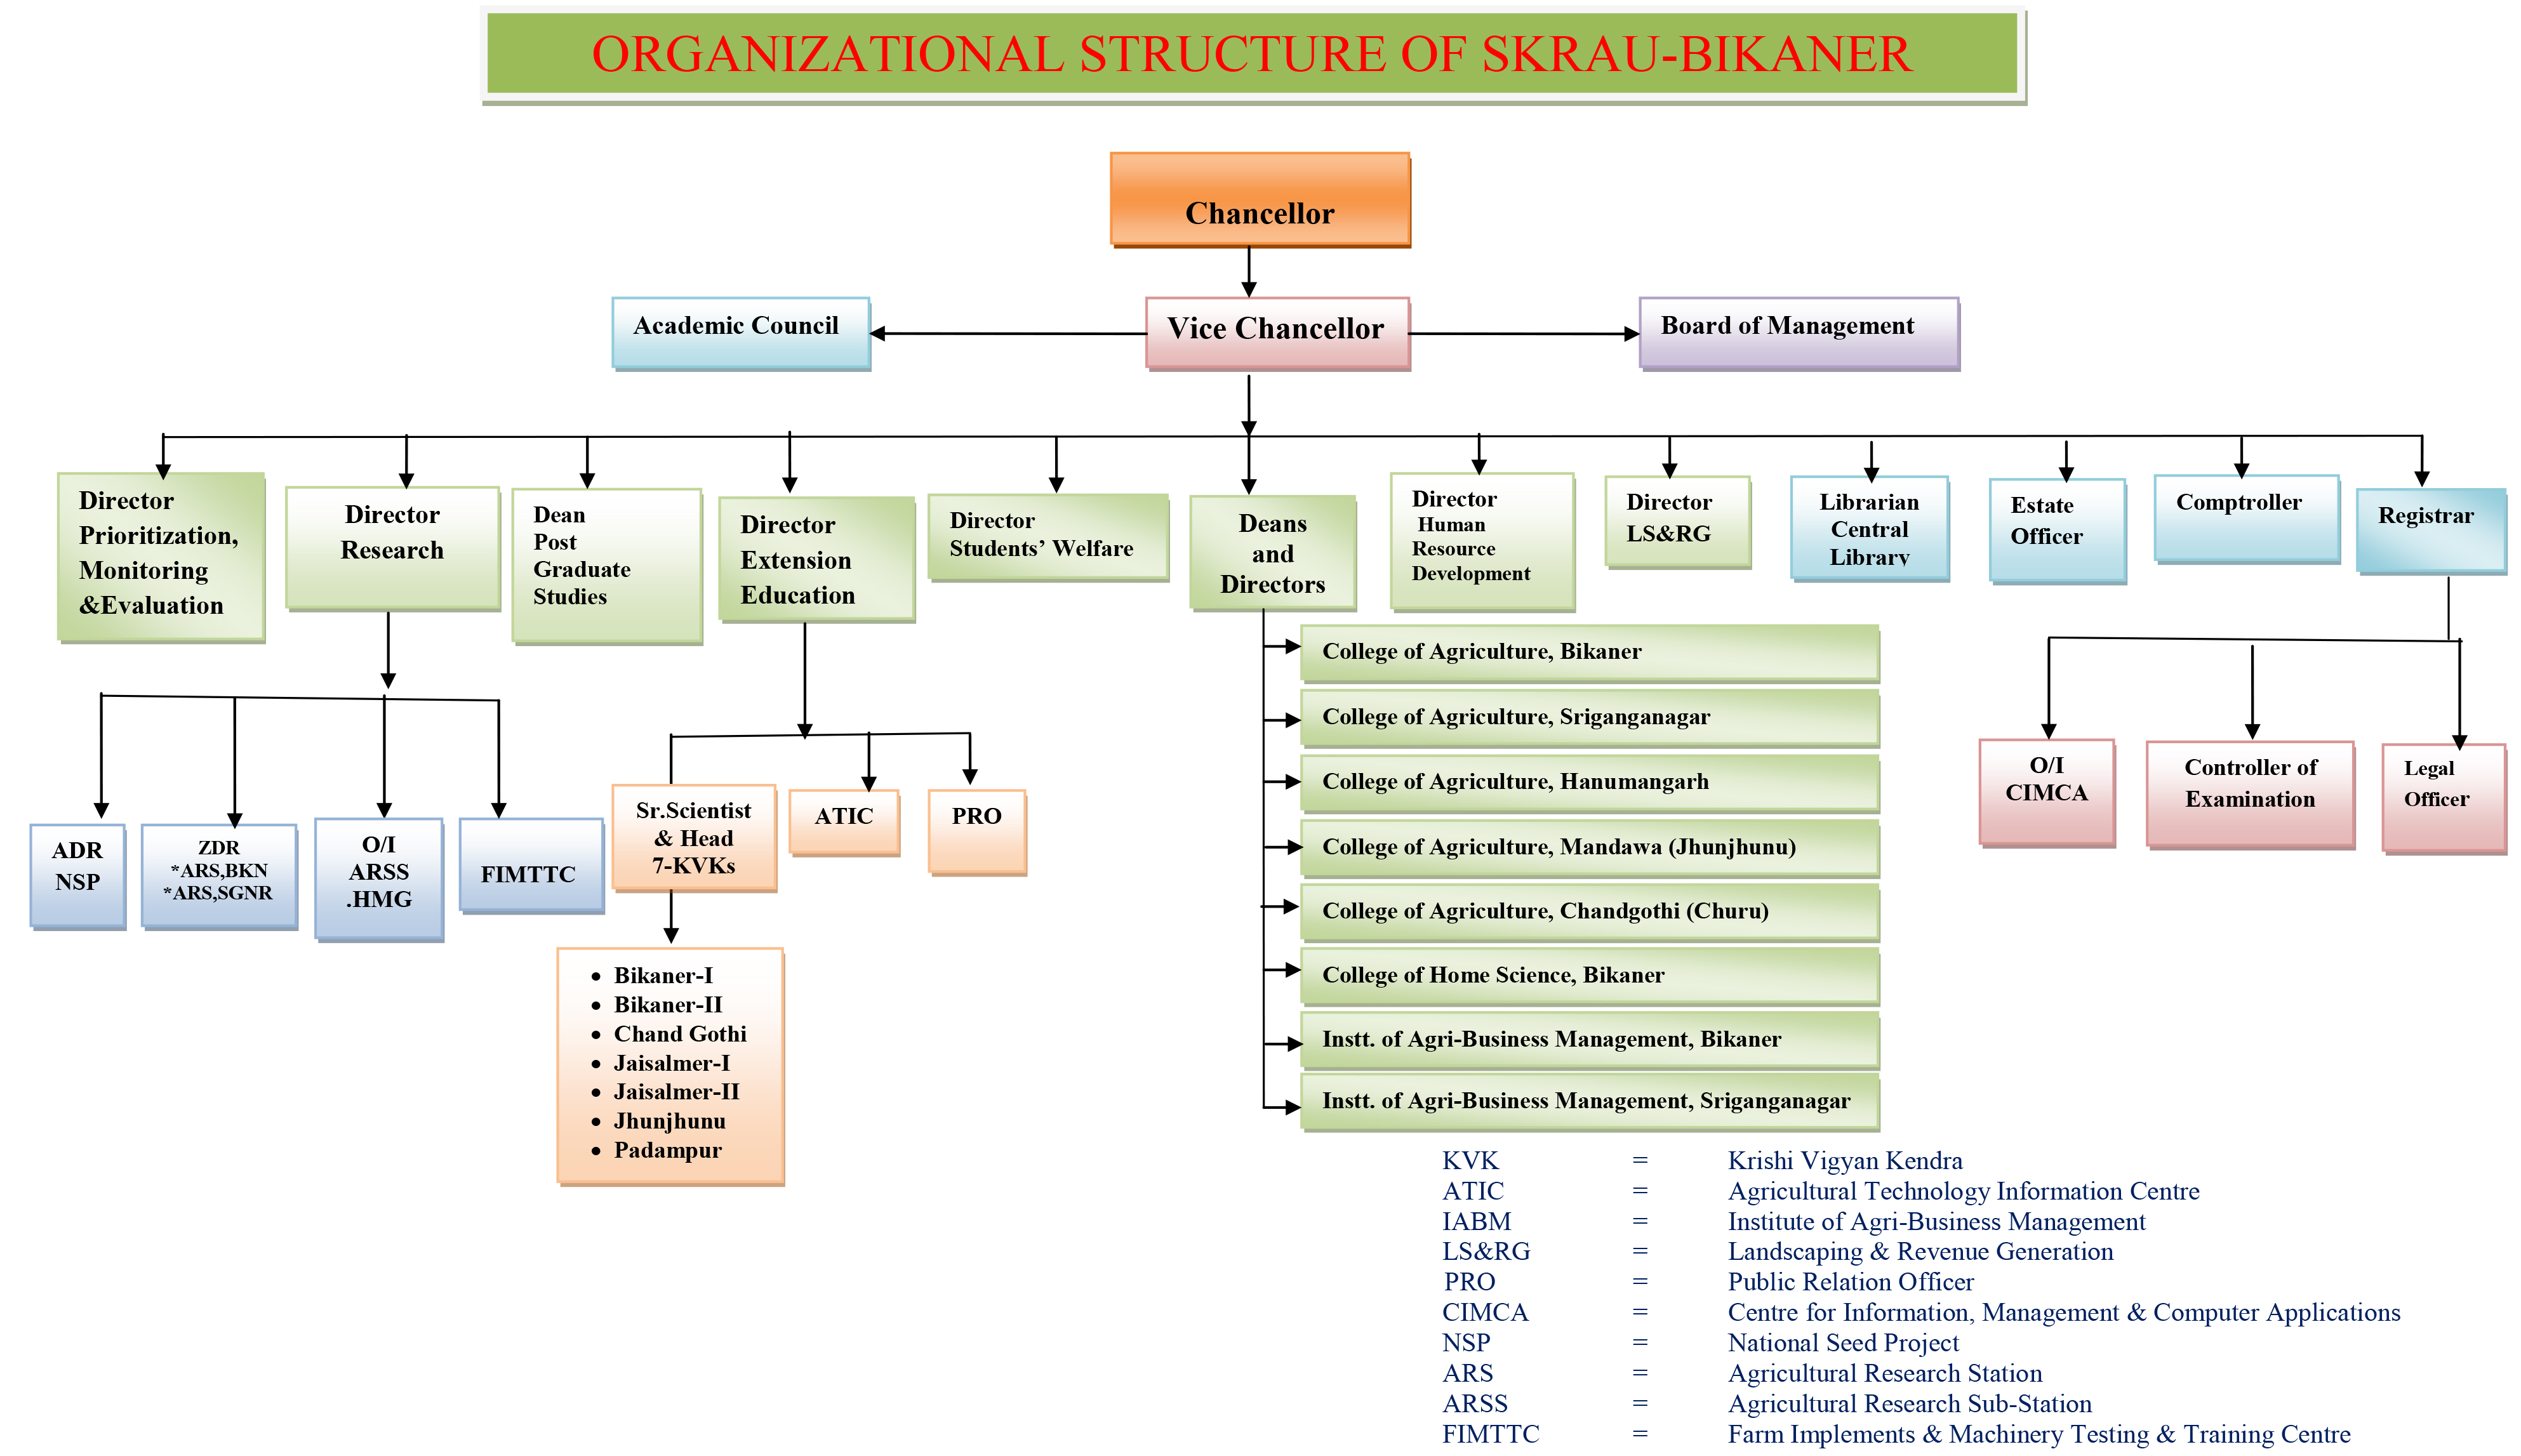 ORGANIZATIONAL STRUCTURE OF SKRAU-BIKANER
Chancellor
Academic Council
Vice Chancellor
Board of Management
Director
Prioritization,
Monitoring
&Evaluation
Director
Research
Dean
Post
Graduate
Studies
Director
Extension
Education
Director
Students’ Welfare
Deans
and
Directors
Director
Human
Resource
Development
Director
LS&RG
Librarian
Central
Library
Estate
Officer
Comptroller
Registrar
College of Agriculture, Bikaner
College of Agriculture, Sriganganagar
College of Agriculture, Hanumangarh
College of Agriculture, Mandawa (Jhunjhunu)
College of Agriculture, Chandgothi (Churu)
College of Home Science, Bikaner
Instt. of Agri-Business Management, Bikaner
Instt. of Agri-Business Management, Sriganganagar
O/I
CIMCA
Controller of
Examination
Legal
Officer
ADR
NSP
ZDR
*ARS,BKN
*ARS,SGNR
O/I
ARSS
.HMG
FIMTTC
Sr.Scientist
& Head
7-KVKs
ATIC
PRO
• Bikaner-I
• Bikaner-II
• Chand Gothi
• Jaisalmer-I
• Jaisalmer-II
• Jhunjhunu
• Padampur
KVK = Krishi Vigyan Kendra
ATIC = Agricultural Technology Information Centre
IABM = Institute of Agri-Business Management
LS&RG = Landscaping & Revenue Generation
PRO = Public Relation Officer
CIMCA = Centre for Information, Management & Computer Applications
NSP = National Seed Project
ARS = Agricultural Research Station
ARSS = Agricultural Research Sub-Station
FIMTTC = Farm Implements & Machinery Testing & Training Centre